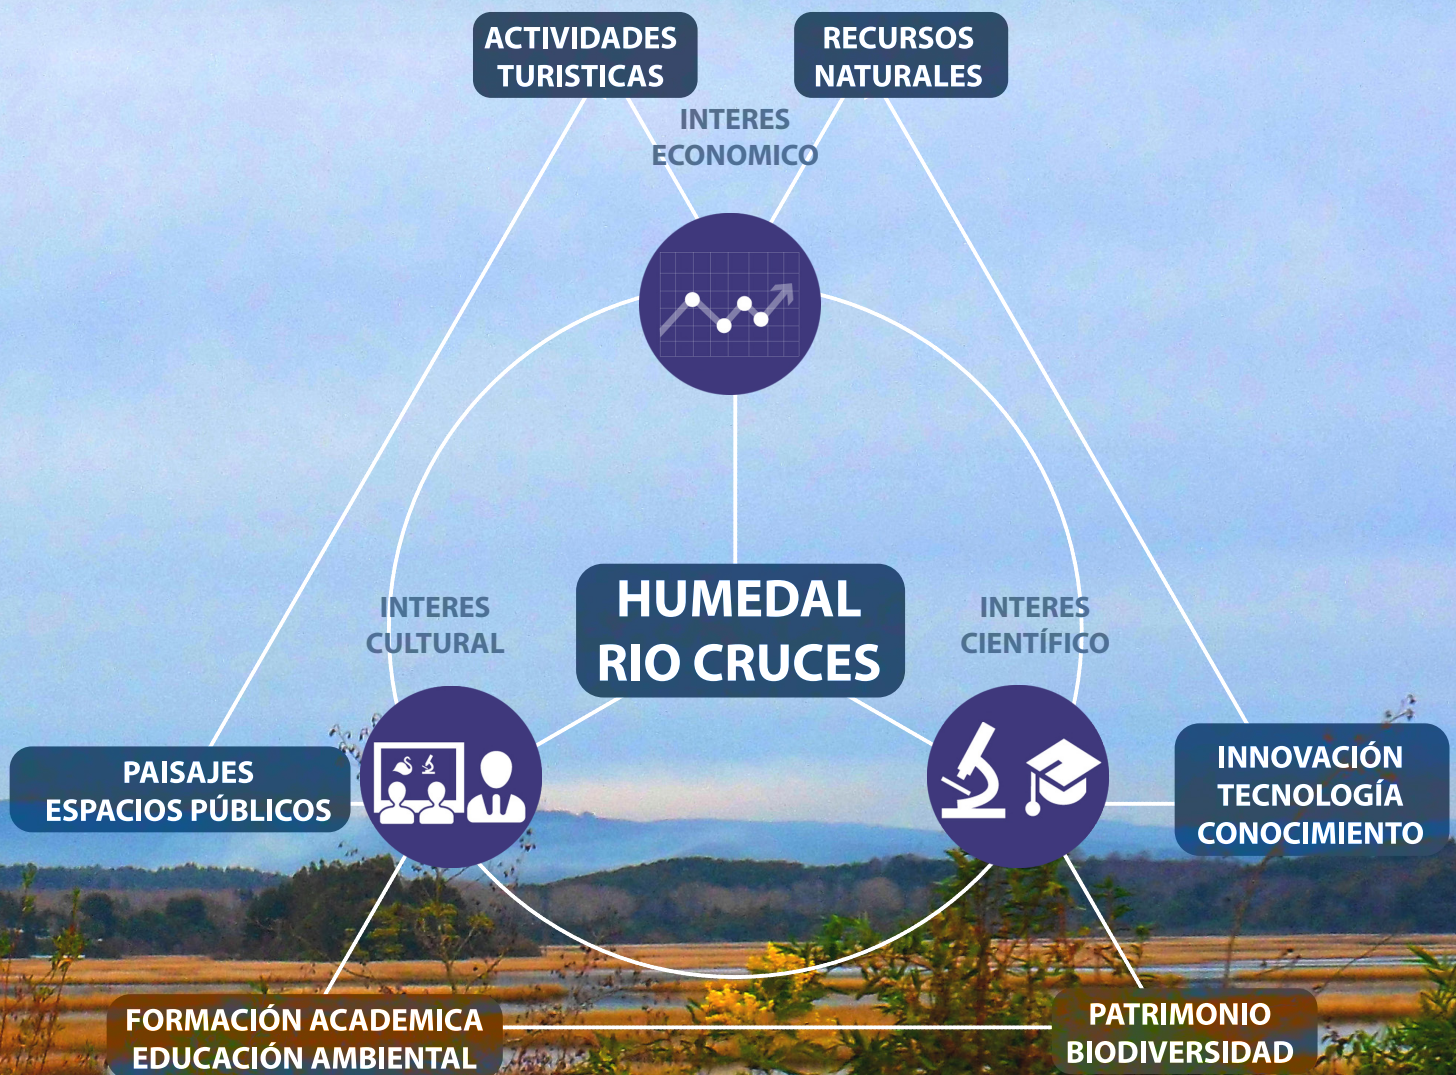 ACTIVIDADES
TURISTICAS
RECURSOS
NATURALES
INTERES
ECONOMICO
INTERES
CULTURAL
HUMEDAL
RIO CRUCES
INTERES
CIENTÍFICO
PAISAJES
ESPACIOS PÚBLICOS
INNOVACIÓN
TECNOLOGÍA
CONOCIMIENTO
FORMACIÓN ACADEMICA
EDUCACIÓN AMBIENTAL
PATRIMONIO
BIODIVERSIDAD